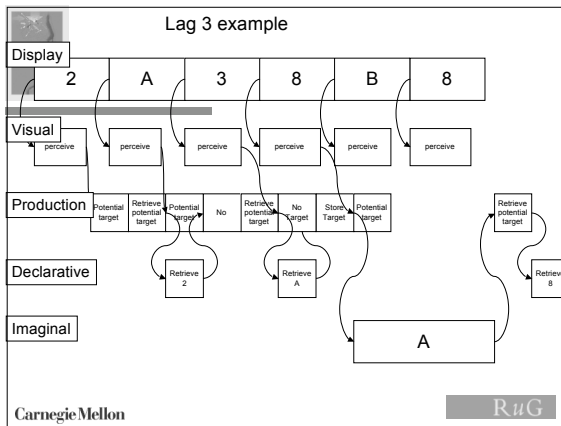 Lag 3 example
Display
2 A 3 8 B 8
Visual
perceive perceive perceive perceive perceive perceive
Production
Potential target
Retrieve potential target
Potential target
No
Retrieve potential target
No Target
Store Target
Potential target
Retrieve potential target
Declarative
Retrieve 2
Retrieve A
Retrieve 8
Imaginal
A
Carnegie Mellon
RuG